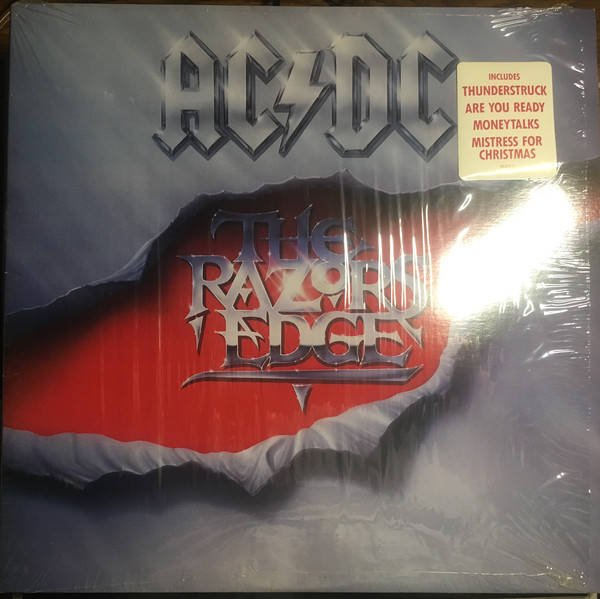 AC/DC
INCLUDES
THUNDERSTRUCK
ARE YOU READY
MONEYTALKS
MISTRESS FOR
CHRISTMAS
THE
RAZORS
EDGE